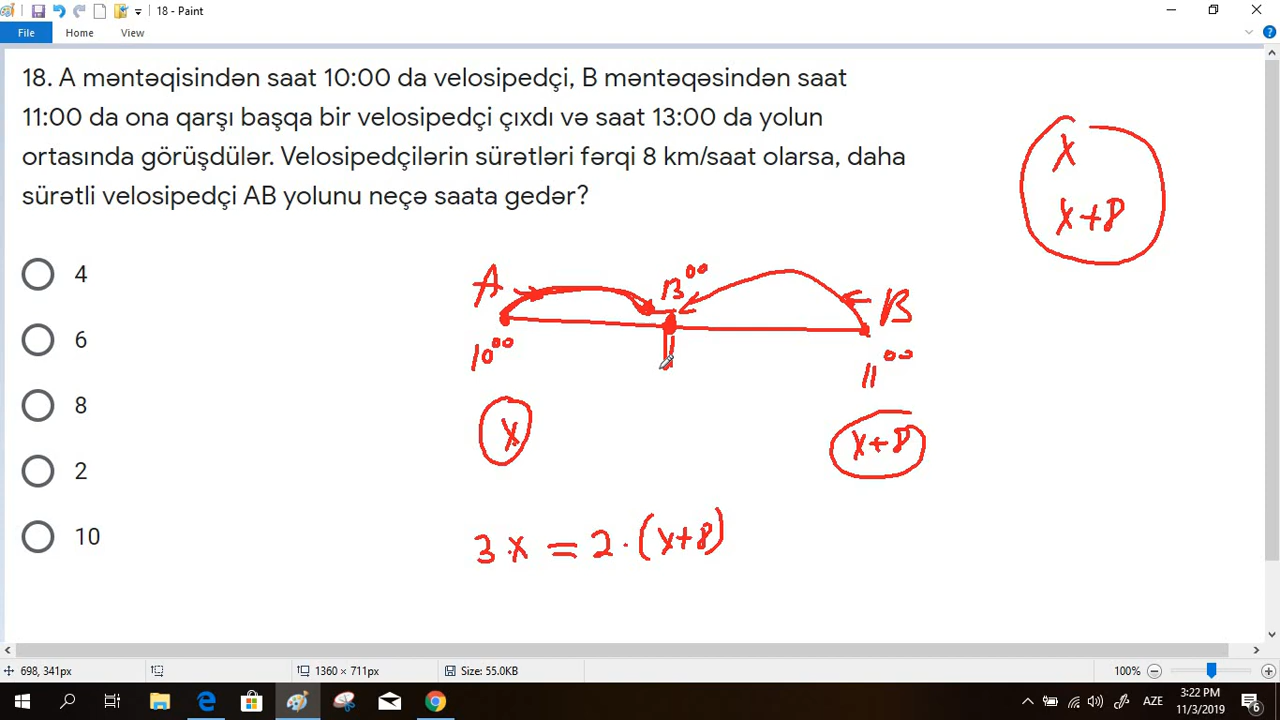 18 - Paint
File Home View
18. A məntəqisindən saat 10:00 da velosipedçi, B məntəqəsindən saat
11:00 da ona qarşı başqa bir velosipedçi çıxdı və saat 13:00 da yolun
ortasında görüşdülər. Velosipedçilərin sürətləri fərqi 8 km/saat olarsa, daha
sürətli velosipedçi AB yolunu neçə saata gedər?
x
x+8
4
6
8
2
10
A 13⁰⁰ B
10⁰⁰ 11⁰⁰
x x+8
3·x = 2·(x+8)
698, 341px 1360 × 711px Size: 55.0KB 100%
AZE 3:22 PM
11/3/2019 6